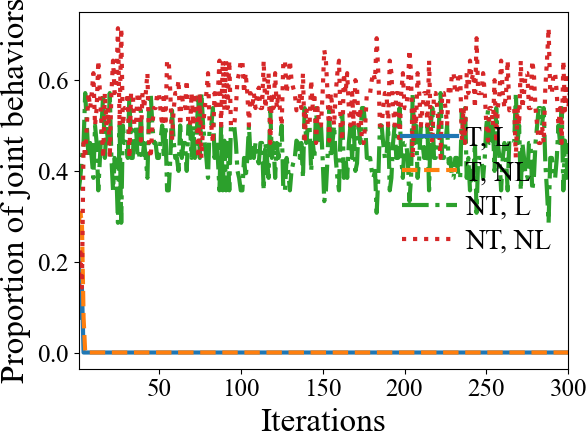 Proportion of joint behaviors
0.6
0.4
0.2
0.0
T, L
T, NL
NT, L
NT, NL
50
100
150
200
250
300
Iterations